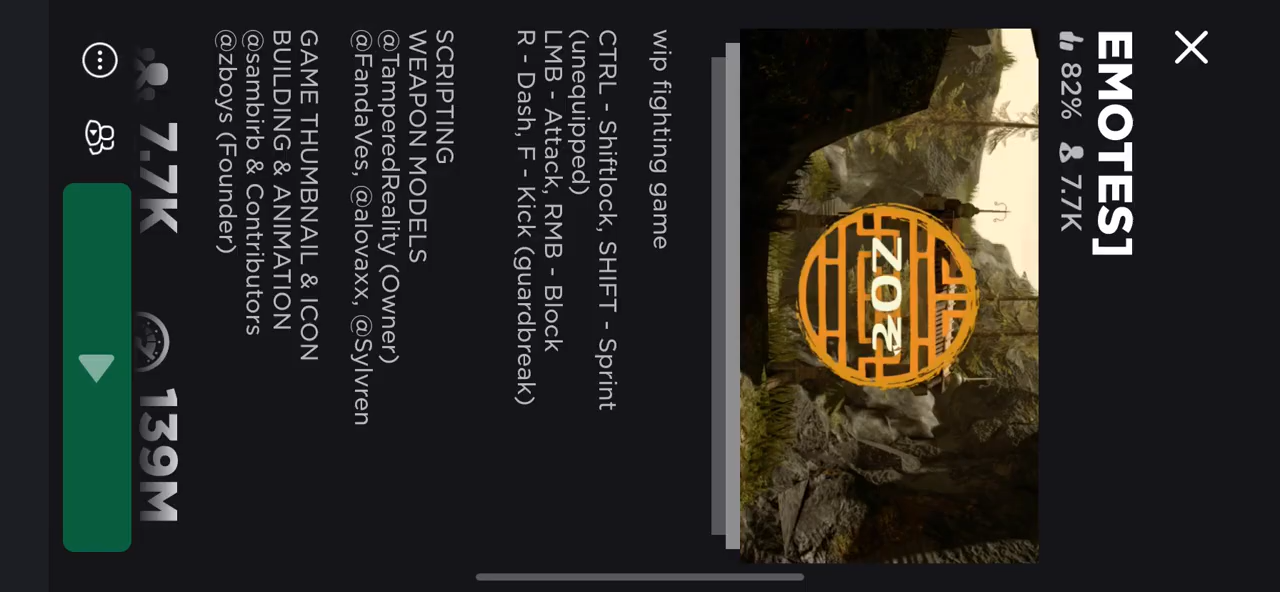 EMOTES]
82% 7.7K
ZO
wip fighting game
CTRL - Shiftlock, SHIFT - Sprint
(unequipped)
LMB - Attack, RMB - Block
R - Dash, F - Kick (guardbreak)
SCRIPTING
WEAPON MODELS
@TamperedReality (Owner)
@FandaVes, @alovaxx, @Sylvren
GAME THUMBNAIL & ICON
BUILDING & ANIMATION
@sambirb & Contributors
@zboys (Founder)
7.7K 139M